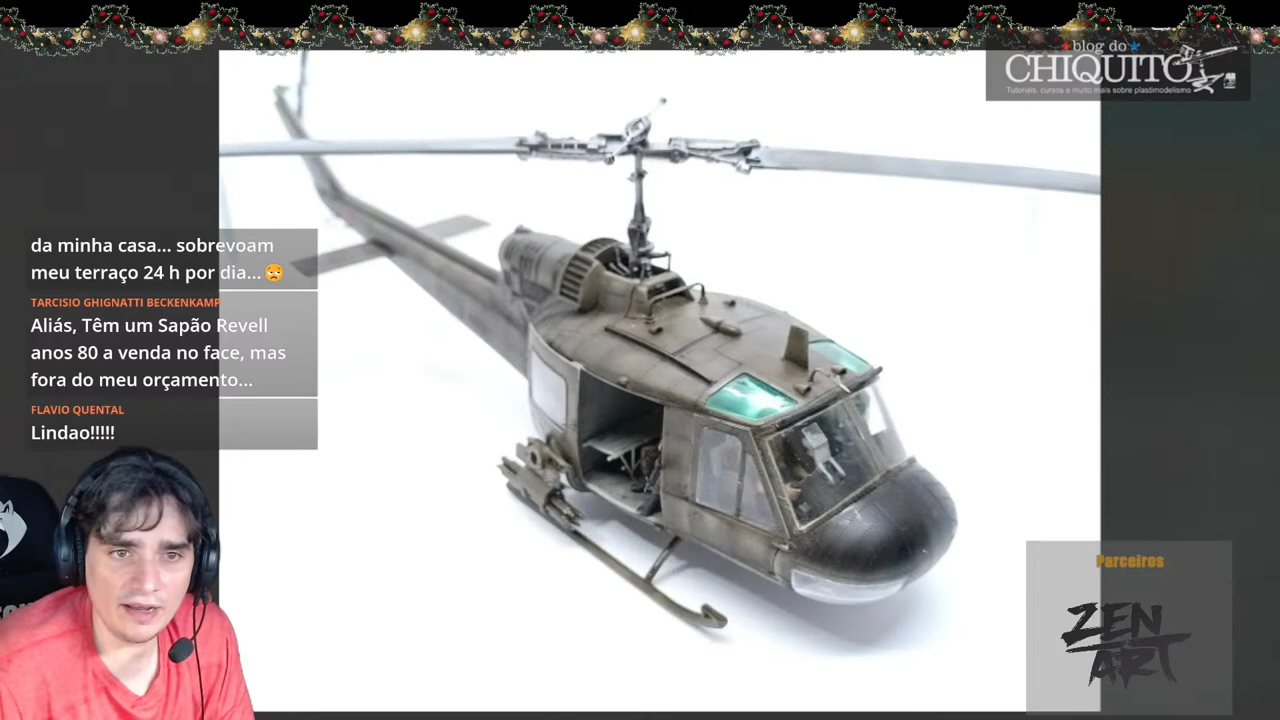 blog do
CHIQUITO
Tutoriais, cursos e muito mais sobre plastimodelismo
da minha casa... sobrevoam
meu terraço 24 h por dia...😥
TARCISIO GHIGNATTI BECKENKAMP
Aliás, Têm um Sapão Revell
anos 80 a venda no face, mas
fora do meu orçamento...
FLAVIO QUENTAL
Lindao!!!!!
Parceiros
ZEN
ART